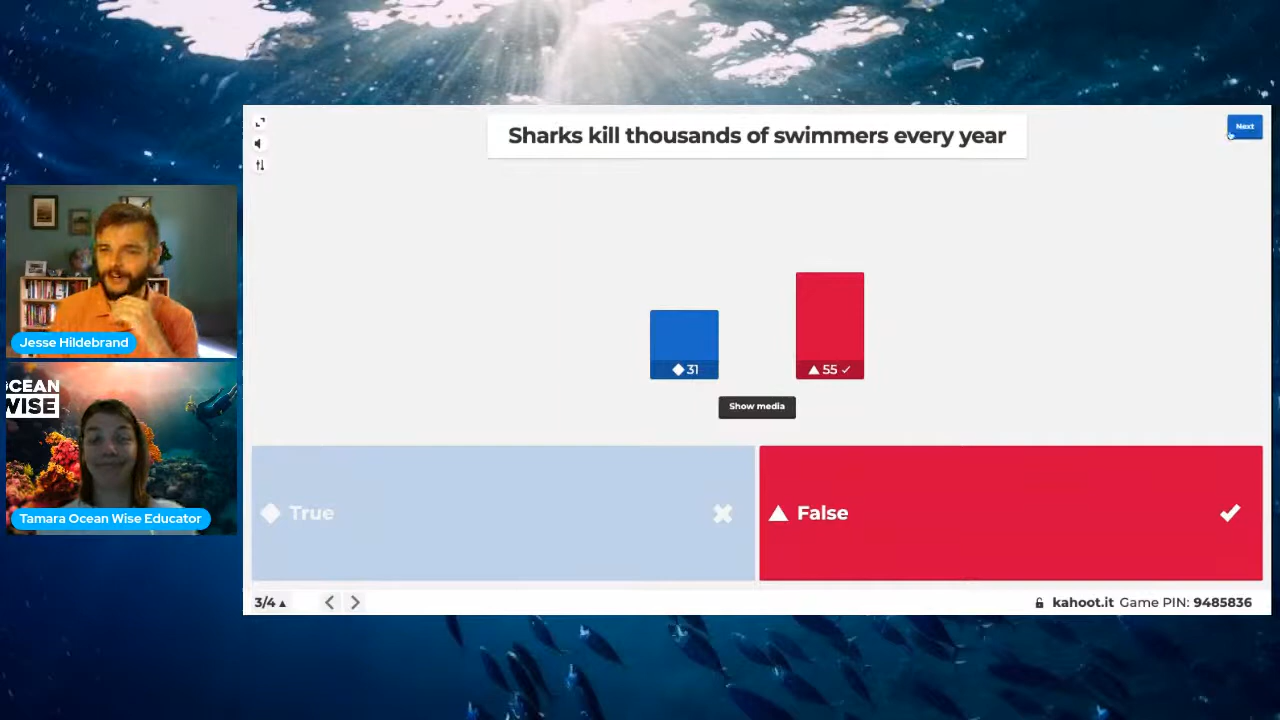 Sharks kill thousands of swimmers every year
Next
Jesse Hildebrand
OCEAN
WISE
Tamara Ocean Wise Educator
31
55
Show media
True
False
3/4
kahoot.it Game PIN: 9485836